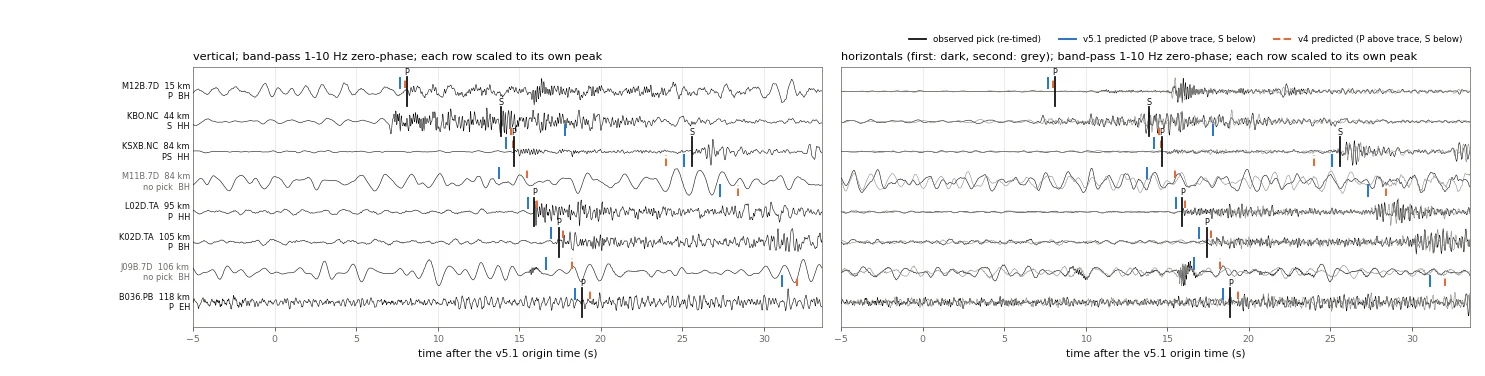 observed pick (re-timed)  v5.1 predicted (P above trace, S below)  v4 predicted (P above trace, S below)
vertical; band-pass 1-10 Hz zero-phase; each row scaled to its own peak
M12B.7D  15 km
P  BH
KBO.NC  44 km
S  HH
KSXB.NC  84 km
PS  HH
M11B.7D  84 km
no pick  BH
L02D.TA  95 km
P  HH
K02D.TA  105 km
P  BH
J09B.7D  106 km
no pick  BH
B036.PB  118 km
P  EH
P
S
P
S
P
P
P
−5  0  5  10  15  20  25  30
time after the v5.1 origin time (s)
horizontals (first: dark, second: grey); band-pass 1-10 Hz zero-phase; each row scaled to its own peak
P
S
P
S
P
P
P
−5  0  5  10  15  20  25  30
time after the v5.1 origin time (s)